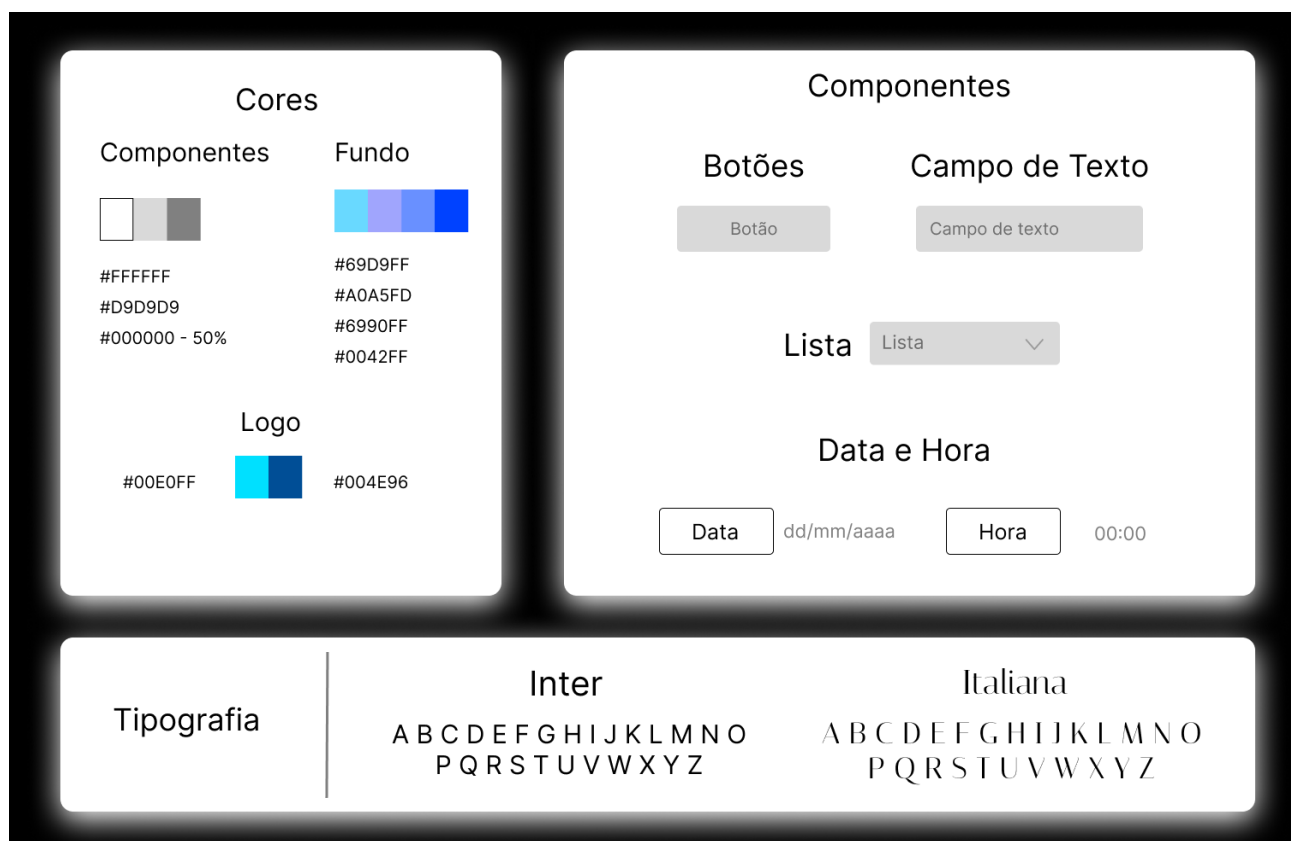 Cores
Componentes
Fundo
#FFFFFF
#D9D9D9
#000000 - 50%
#69D9FF
#A0A5FD
#6990FF
#0042FF
Logo
#00E0FF
#004E96
Componentes
Botões
Campo de Texto
Botão
Campo de texto
Lista
Lista
Data e Hora
Data
dd/mm/aaaa
Hora
00:00
Tipografia
Inter
A B C D E F G H I J K L M N O
P Q R S T U V W X Y Z
Italiana
A B C D E F G H I J K L M N O
P Q R S T U V W X Y Z